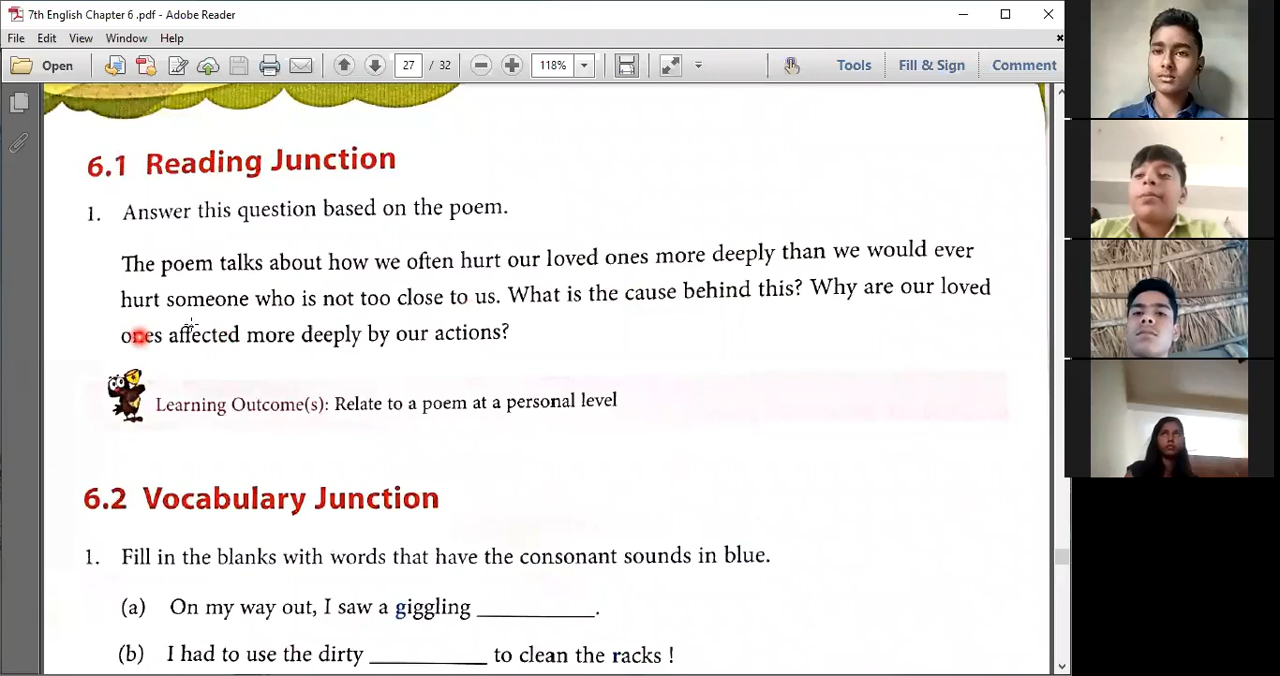 7th English Chapter 6 .pdf - Adobe Reader
File Edit View Window Help
Open 27 / 32 118% Tools Fill & Sign Comment
6.1 Reading Junction
1. Answer this question based on the poem.
The poem talks about how we often hurt our loved ones more deeply than we would ever
hurt someone who is not too close to us. What is the cause behind this? Why are our loved
ones affected more deeply by our actions?
Learning Outcome(s): Relate to a poem at a personal level
6.2 Vocabulary Junction
1. Fill in the blanks with words that have the consonant sounds in blue.
(a) On my way out, I saw a giggling ____________.
(b) I had to use the dirty ____________ to clean the racks !